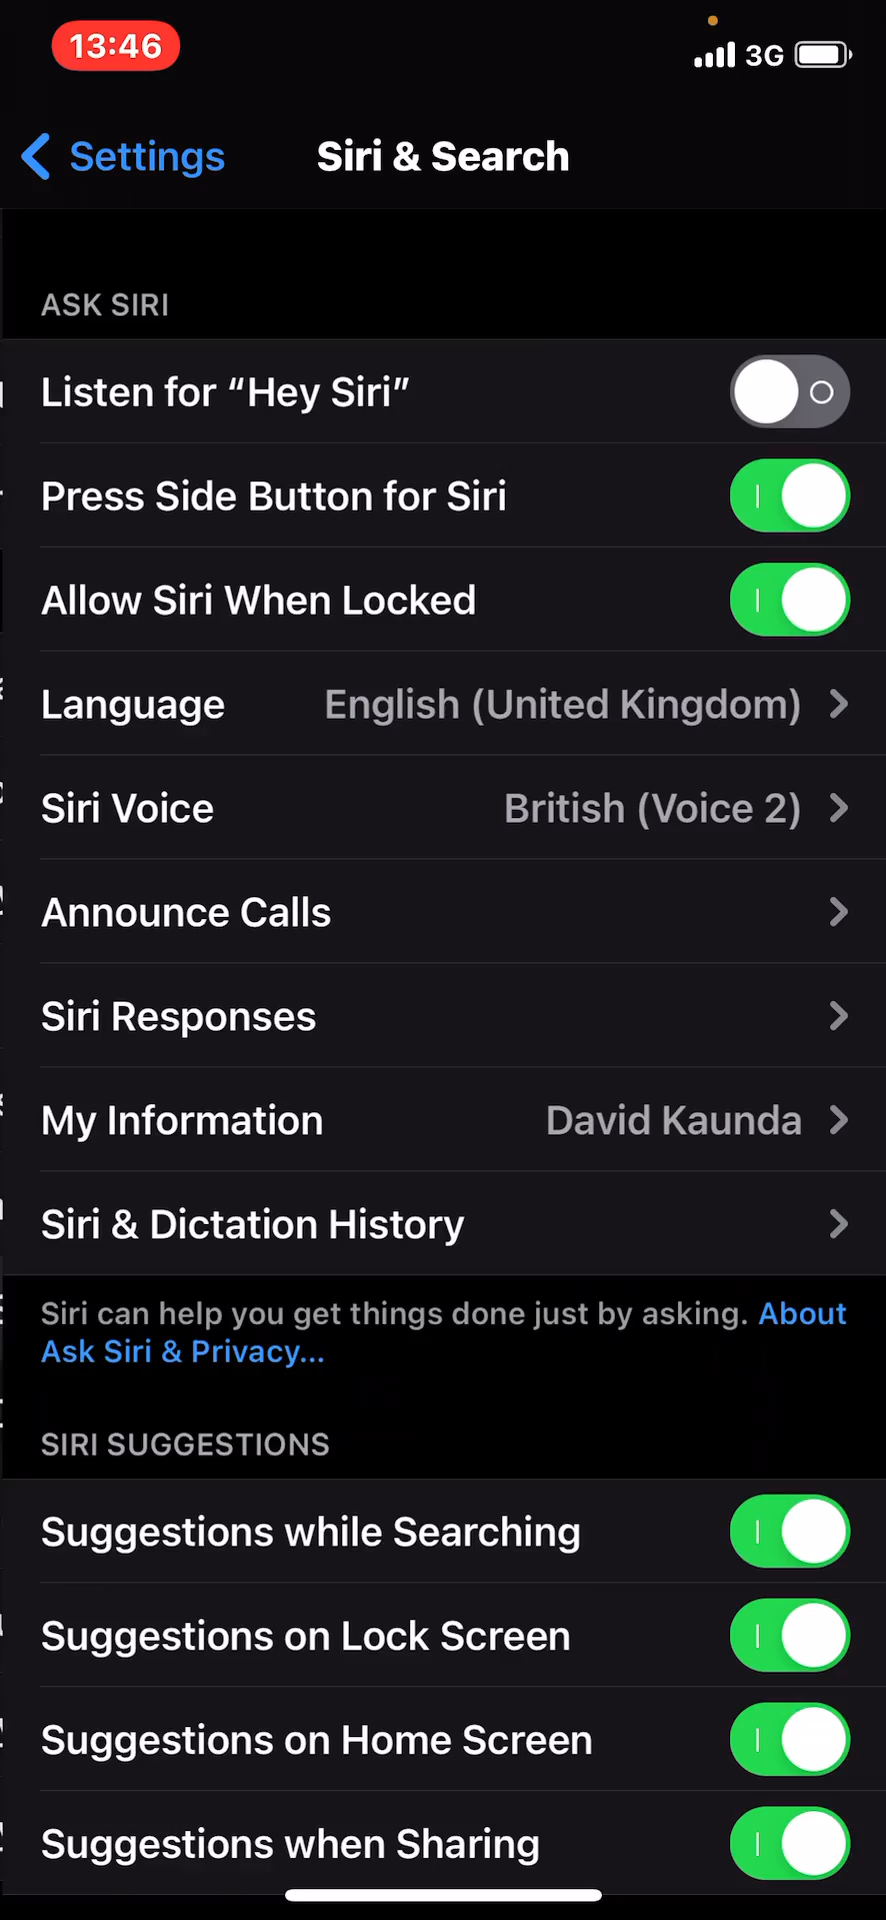 13:46
3G
Settings
Siri & Search
ASK SIRI
Listen for “Hey Siri”
Press Side Button for Siri
Allow Siri When Locked
Language English (United Kingdom)
Siri Voice British (Voice 2)
Announce Calls
Siri Responses
My Information David Kaunda
Siri & Dictation History
Siri can help you get things done just by asking. About
Ask Siri & Privacy...
SIRI SUGGESTIONS
Suggestions while Searching
Suggestions on Lock Screen
Suggestions on Home Screen
Suggestions when Sharing